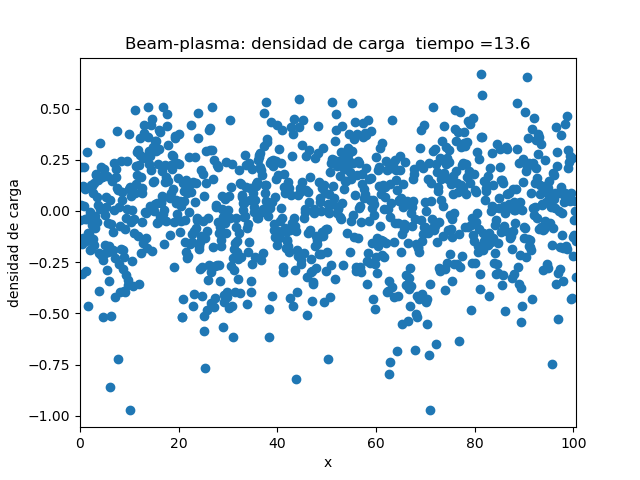 Beam-plasma: densidad de carga  tiempo =13.6
densidad de carga
0.50
0.25
0.00
−0.25
−0.50
−0.75
−1.00
0 20 40 60 80 100
x